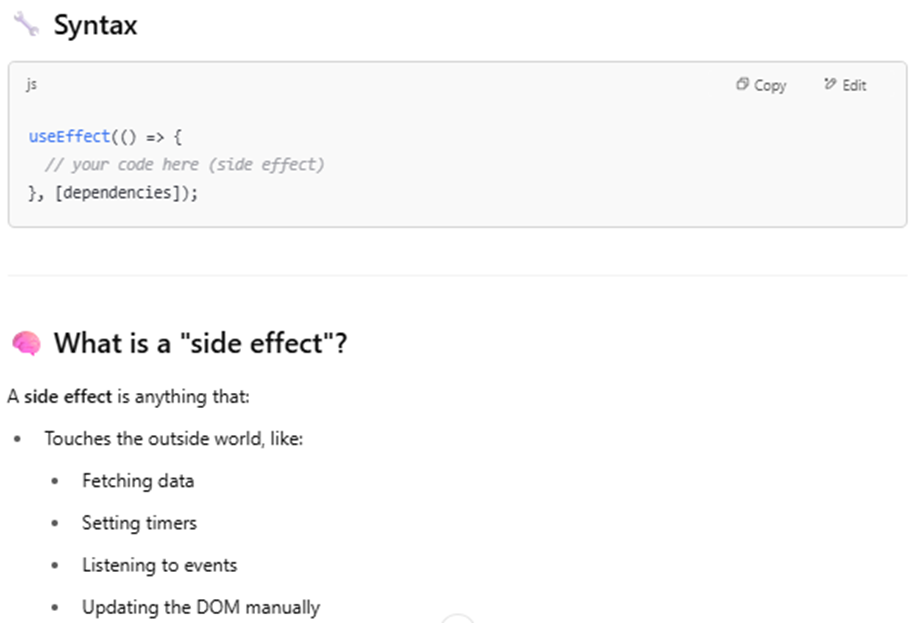 Syntax
js
Copy
Edit
useEffect(() => {
// your code here (side effect)
}, [dependencies]);
What is a "side effect"?
A side effect is anything that:
Touches the outside world, like:
Fetching data
Setting timers
Listening to events
Updating the DOM manually